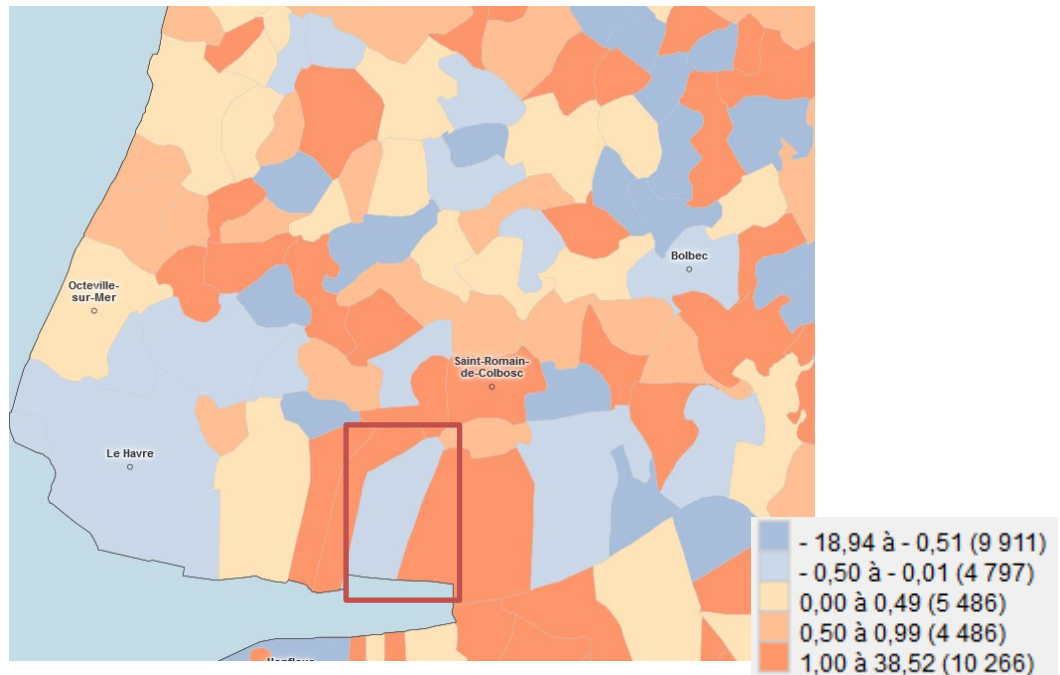 Bolbec
Octeville-
sur-Mer
Saint-Romain-
de-Colbosc
Le Havre
- 18,94 à - 0,51 (9 911)
- 0,50 à - 0,01 (4 797)
0,00 à 0,49 (5 486)
0,50 à 0,99 (4 486)
1,00 à 38,52 (10 266)